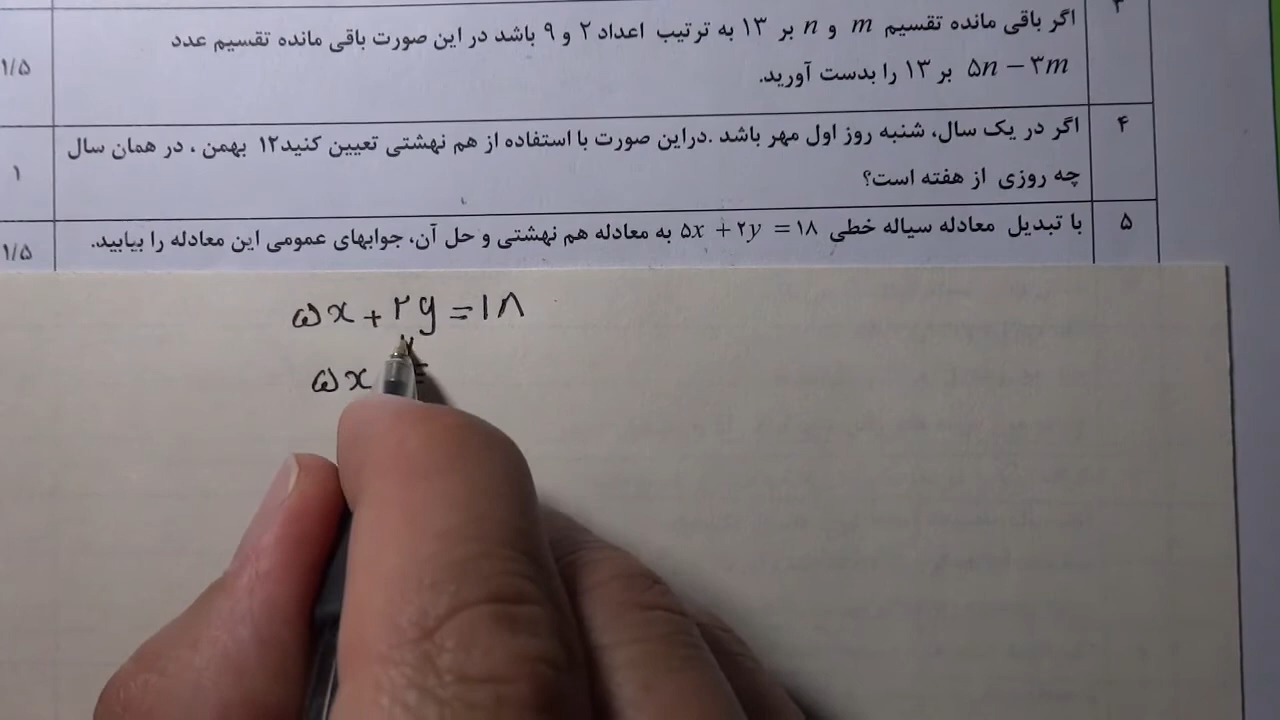 ۳
اگر باقی مانده تقسیم m و n بر ۱۳ به ترتیب اعداد ۲ و ۹ باشد در این صورت باقی مانده تقسیم عدد
۵n − ۳m بر ۱۳ را بدست آورید.
۱/۵
۴
اگر در یک سال، شنبه روز اول مهر باشد .دراین صورت با استفاده از هم نهشتی تعیین کنید۱۲ بهمن ، در همان سال
چه روزی از هفته است؟
۱
۵
با تبدیل معادله سیاله خطی ۵x + ۲y = ۱۸ به معادله هم نهشتی و حل آن، جوابهای عمومی این معادله را بیابید.
۱/۵
۵x + ۲y = ۱۸
۵x